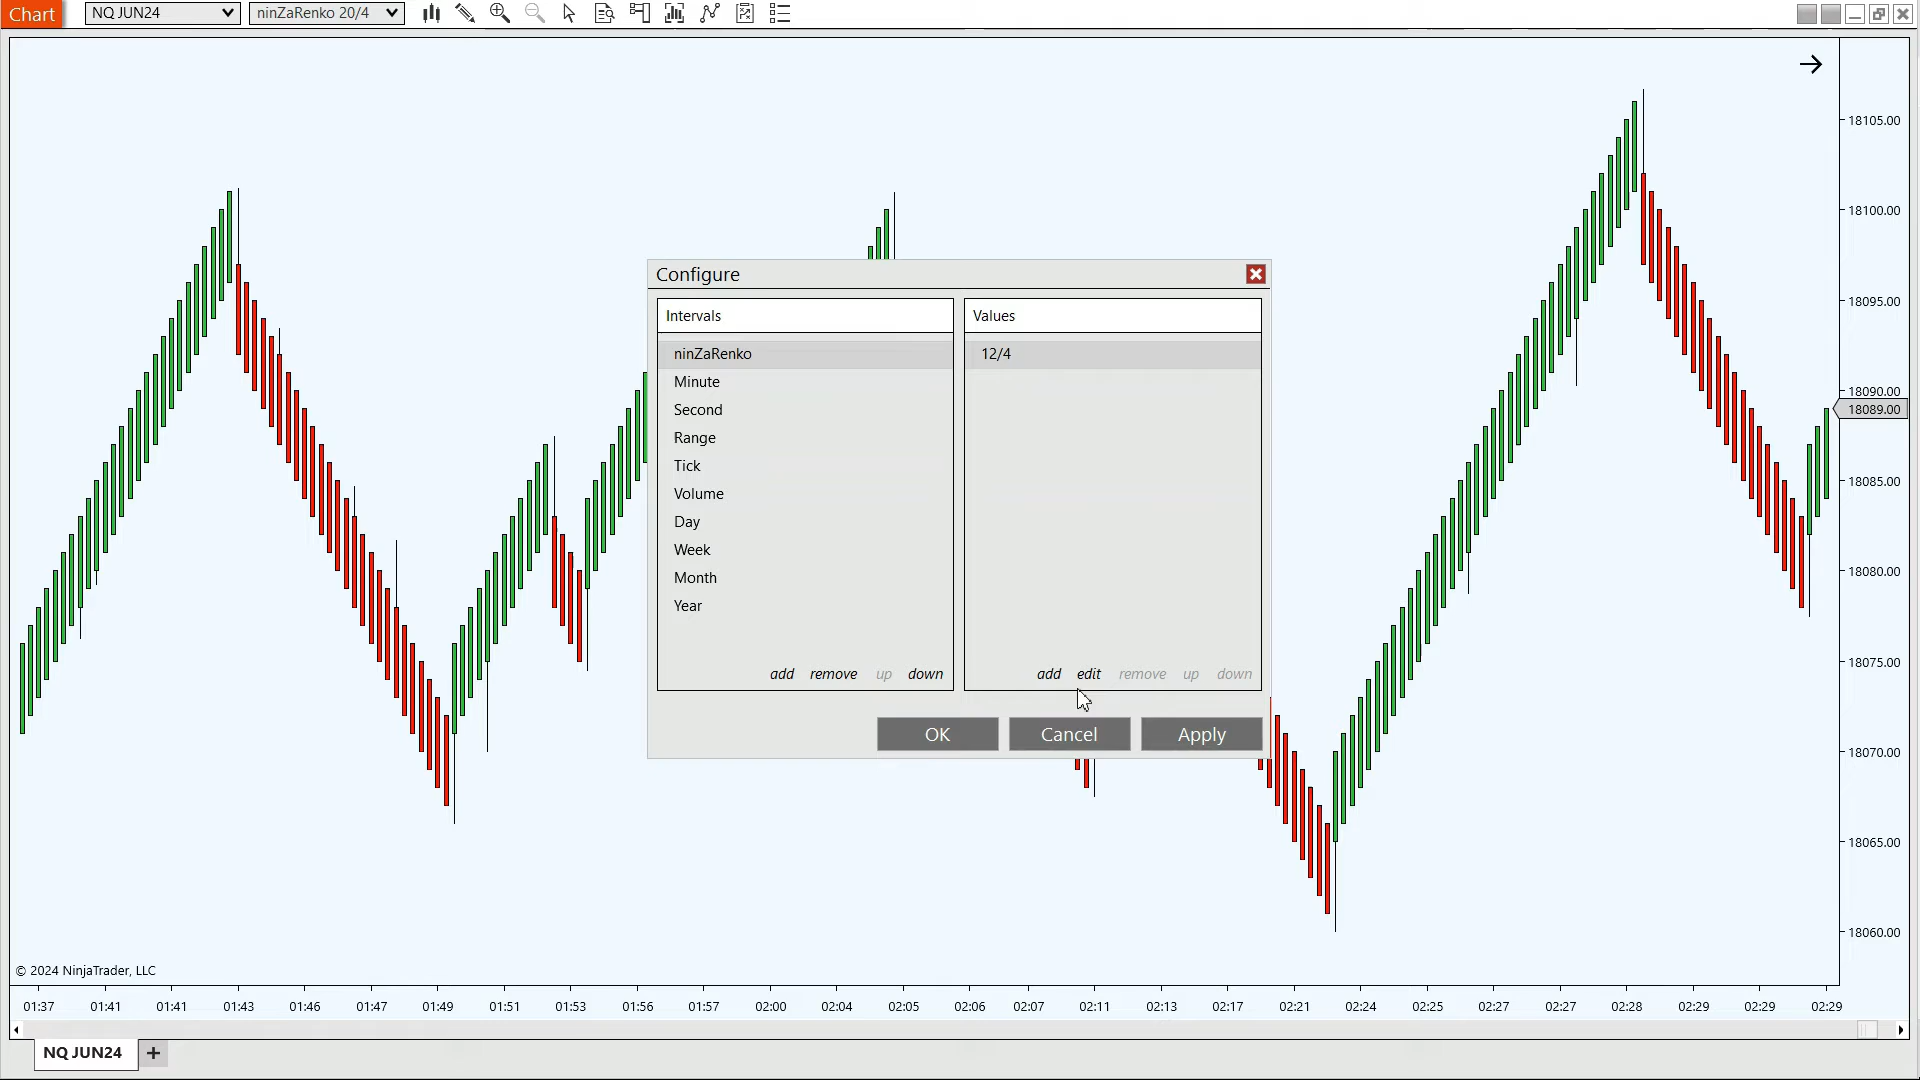 Chart NQ JUN24 ninZaRenko 20/4
18105.00
18100.00
18095.00
18090.00
18089.00
18085.00
18080.00
18075.00
18070.00
18065.00
18060.00
Configure
Intervals
ninZaRenko
Minute
Second
Range
Tick
Volume
Day
Week
Month
Year
add remove up down
Values
12/4
add edit remove up down
OK Cancel Apply
© 2024 NinjaTrader, LLC
01:37 01:41 01:41 01:43 01:46 01:47 01:49 01:51 01:53 01:56 01:57 02:00 02:04 02:05 02:06 02:07 02:11 02:13 02:17 02:21 02:24 02:25 02:27 02:27 02:28 02:29 02:29 02:29
NQ JUN24 +